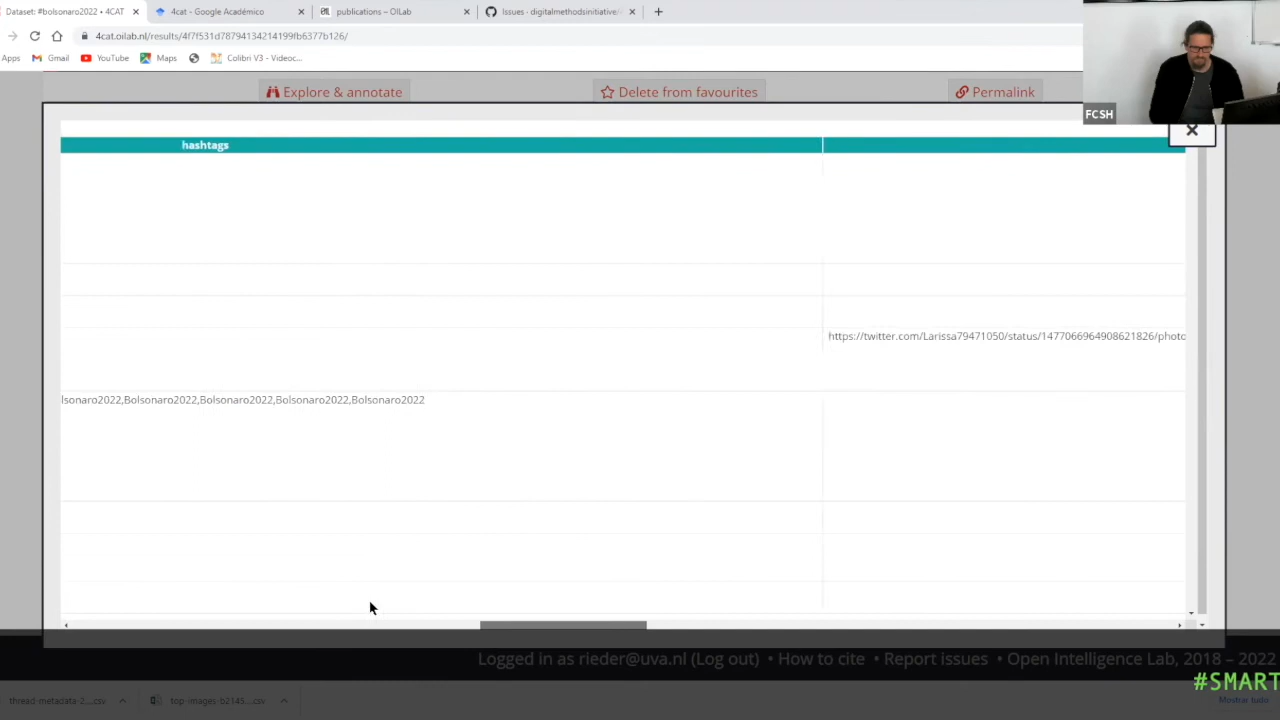 Dataset: #bolsonaro2022 • 4CAT
4cat - Google Académico
publications – OILab
Issues · digitalmethodsinitiative/
4cat.oilab.nl/results/4f7f531d78794134214199fb6377b126/
Apps
Gmail
YouTube
Maps
Colibri V3 - Videoc...
Explore & annotate
Delete from favourites
Permalink
FCSH
hashtags
https://twitter.com/Larissa79471050/status/1477066964908621826/photo
lsonaro2022,Bolsonaro2022,Bolsonaro2022,Bolsonaro2022,Bolsonaro2022
Logged in as rieder@uva.nl (Log out) • How to cite • Report issues • Open Intelligence Lab, 2018 – 2022
#SMART
thread-metadata-2....csv
top-images-b2145...csv
Mostrar tudo